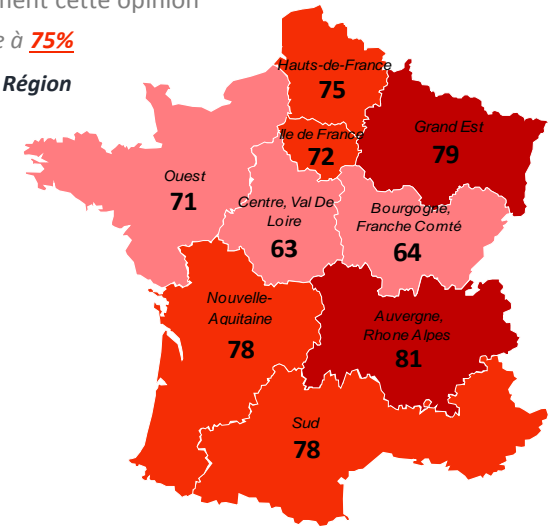 ment cette opinion
e à 75%
Région
Hauts-de-France
75
Ile de France
72
Grand Est
79
Ouest
71
Centre, Val De
Loire
63
Bourgogne,
Franche Comté
64
Nouvelle-
Aquitaine
78
Auvergne,
Rhone Alpes
81
Sud
78